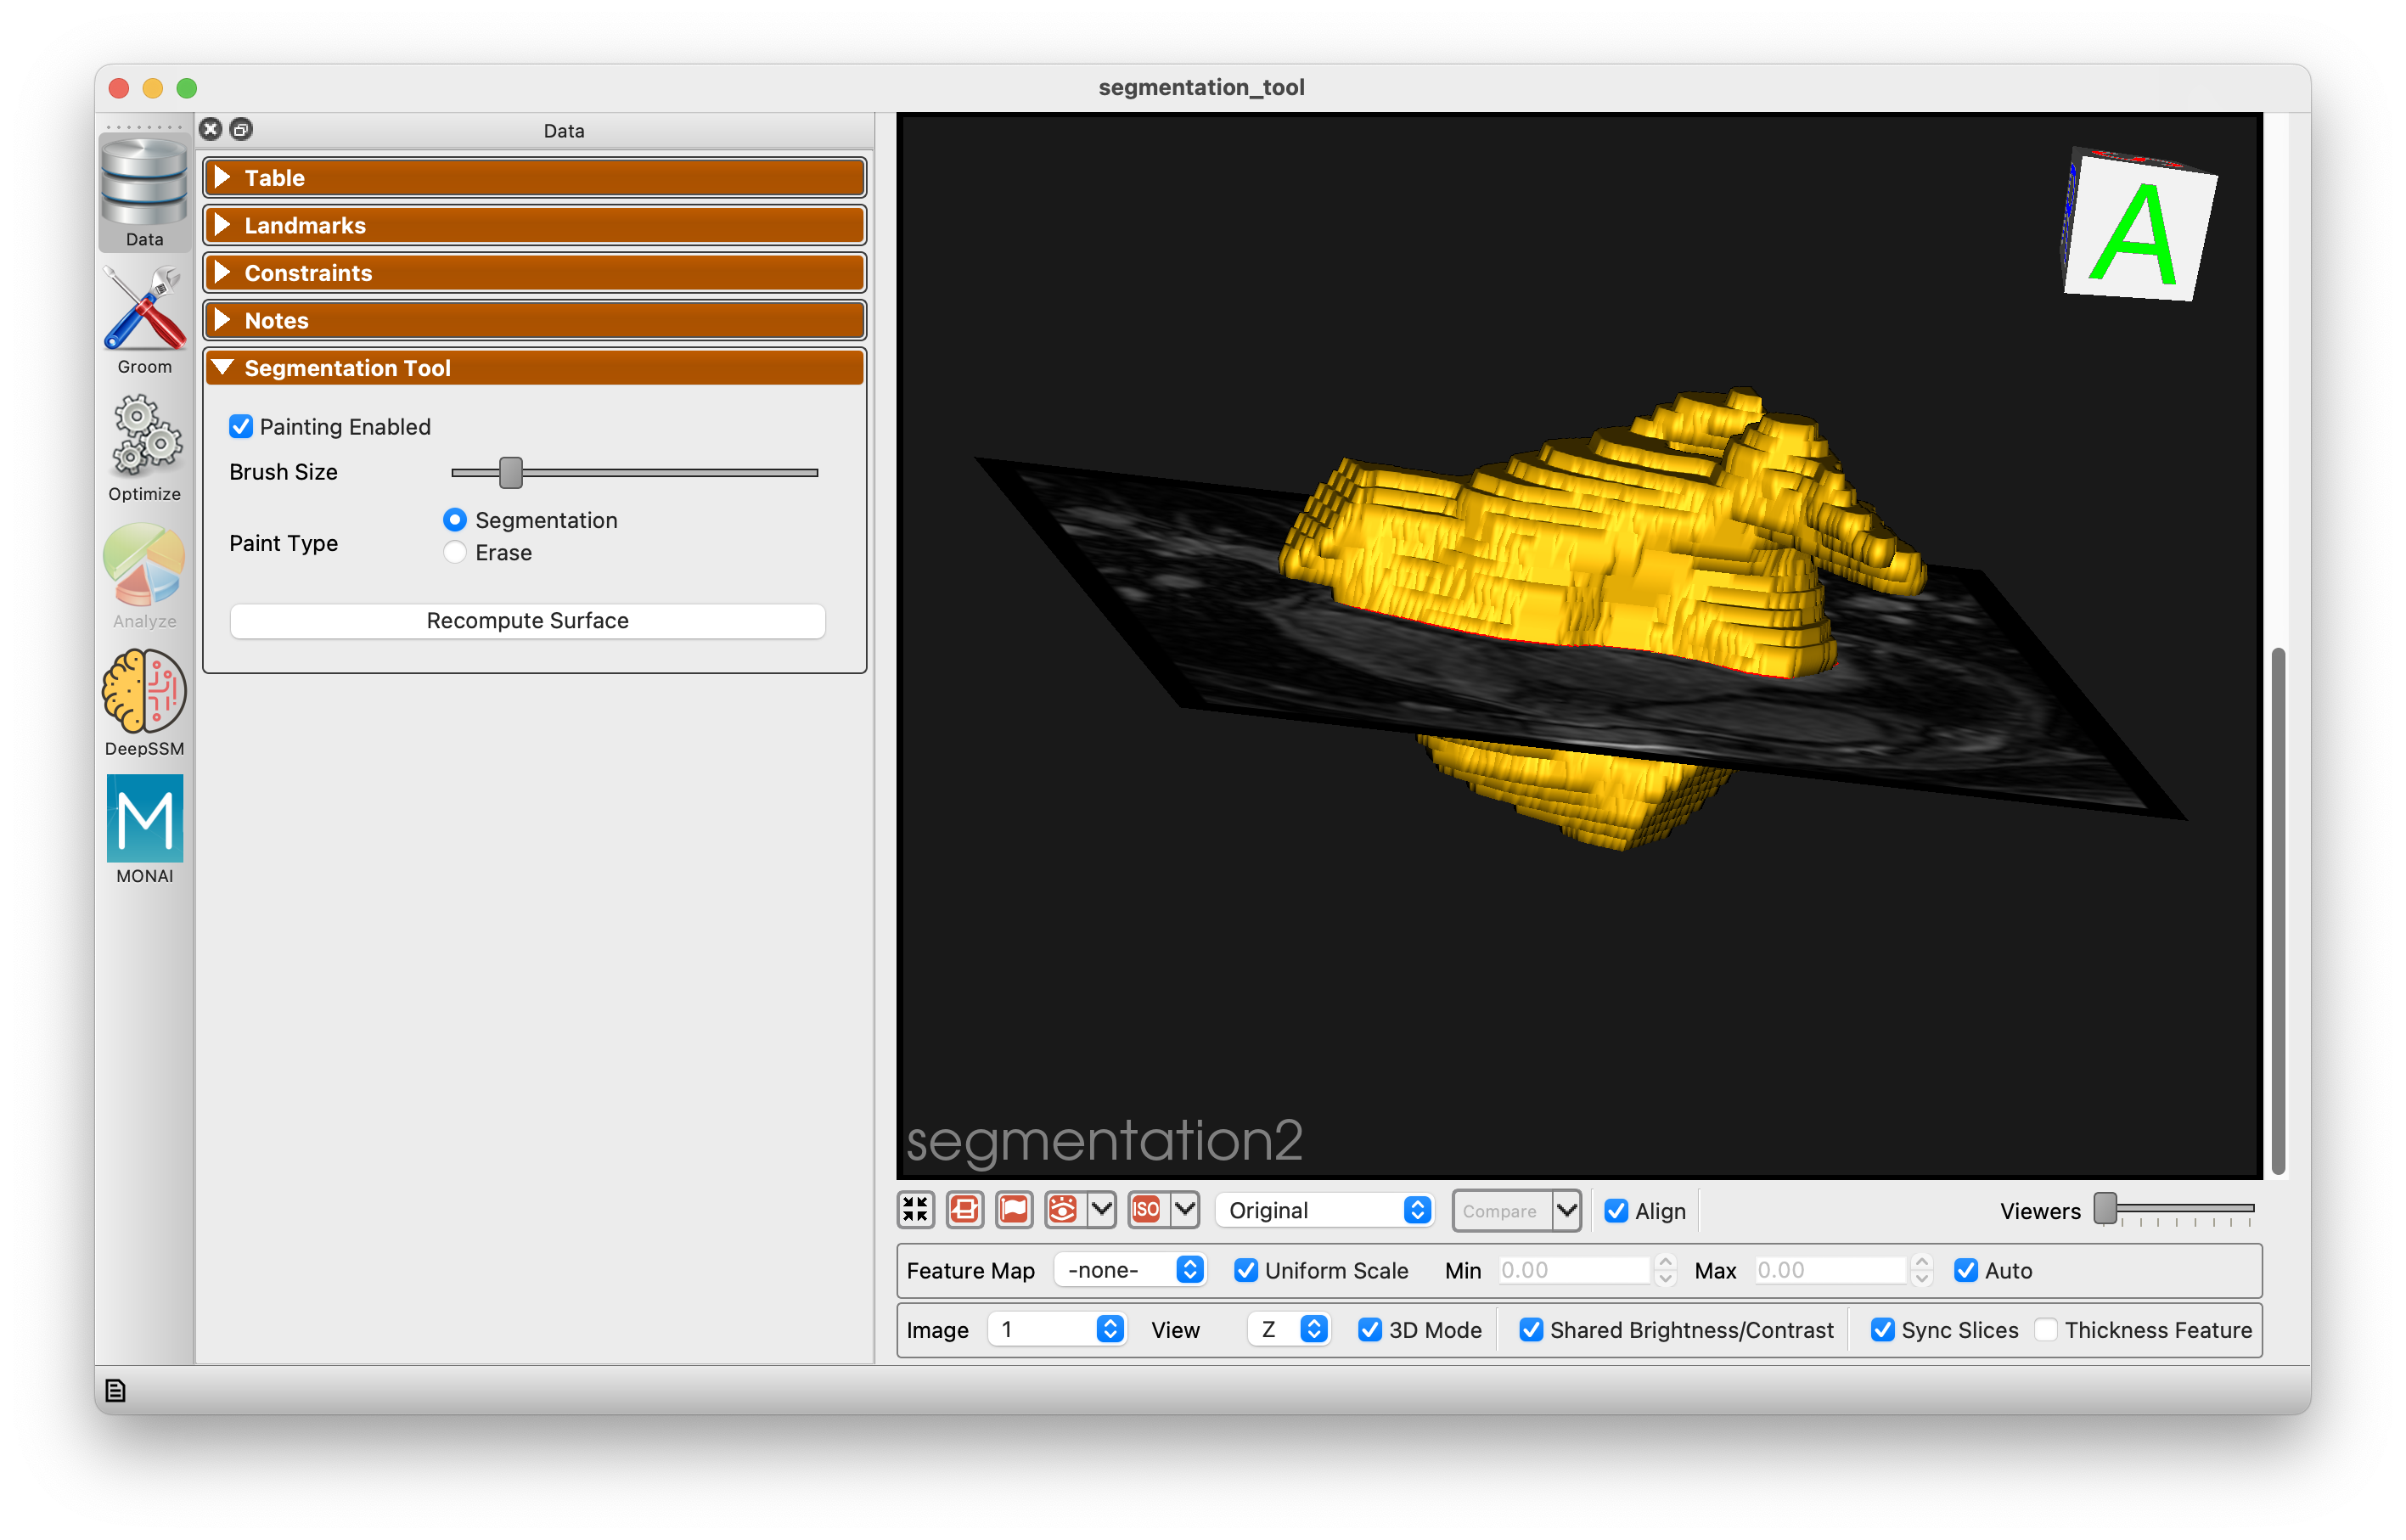 segmentation_tool
Data
Data
Table
Landmarks
Constraints
Notes
Segmentation Tool
Painting Enabled
Brush Size
Paint Type
Segmentation
Erase
Recompute Surface
Groom
Optimize
Analyze
DeepSSM
M
MONAI
A
segmentation2
ISO
Original
Compare
Align
Viewers
Feature Map -none- Uniform Scale Min 0.00 Max 0.00 Auto
Image 1 View Z 3D Mode Shared Brightness/Contrast Sync Slices Thickness Feature